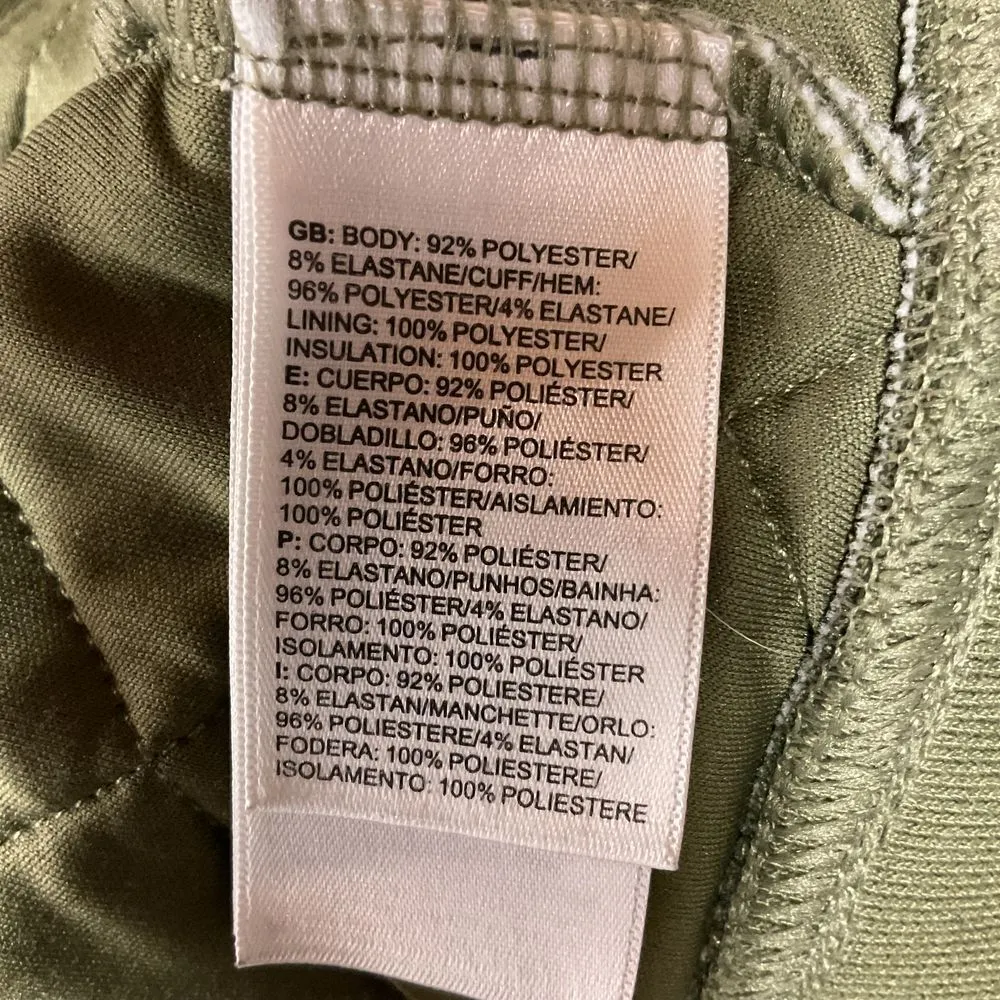 GB: BODY: 92% POLYESTER/
8% ELASTANE/CUFF/HEM:
96% POLYESTER/4% ELASTANE/
LINING: 100% POLYESTER/
INSULATION: 100% POLYESTER
E: CUERPO: 92% POLIÉSTER/
8% ELASTANO/PUÑO/
DOBLADILLO: 96% POLIÉSTER/
4% ELASTANO/FORRO:
100% POLIÉSTER/AISLAMIENTO:
100% POLIÉSTER
P: CORPO: 92% POLIÉSTER/
8% ELASTANO/PUNHOS/BAINHA:
96% POLIÉSTER/4% ELASTANO/
FORRO: 100% POLIÉSTER/
ISOLAMENTO: 100% POLIÉSTER
I: CORPO: 92% POLIESTERE/
8% ELASTAN/MANCHETTE/ORLO:
96% POLIESTERE/4% ELASTAN/
FODERA: 100% POLIESTERE/
ISOLAMENTO: 100% POLIESTERE